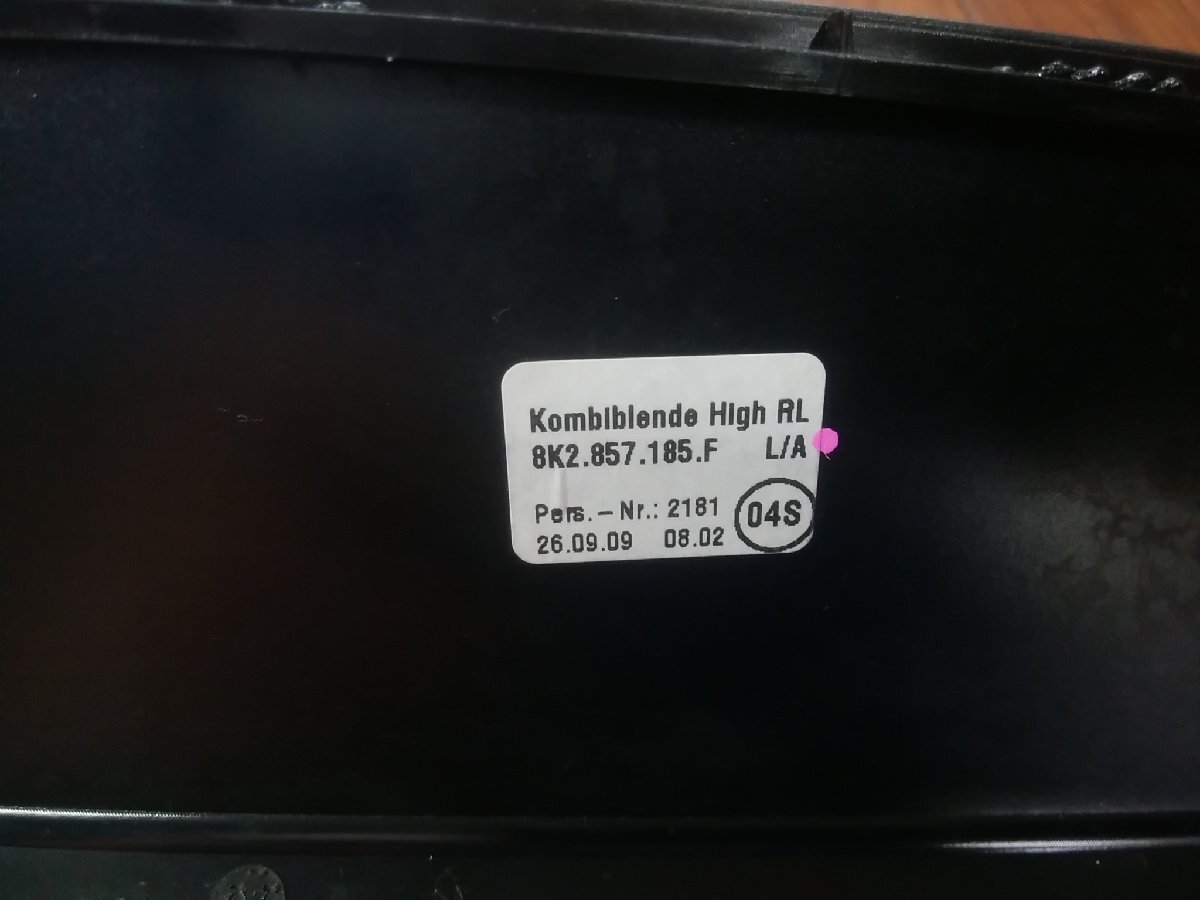 Kombiblende High RL
8K2.857.185.F L/A
Pers.-Nr.: 2181
26.09.09 08.02
04S